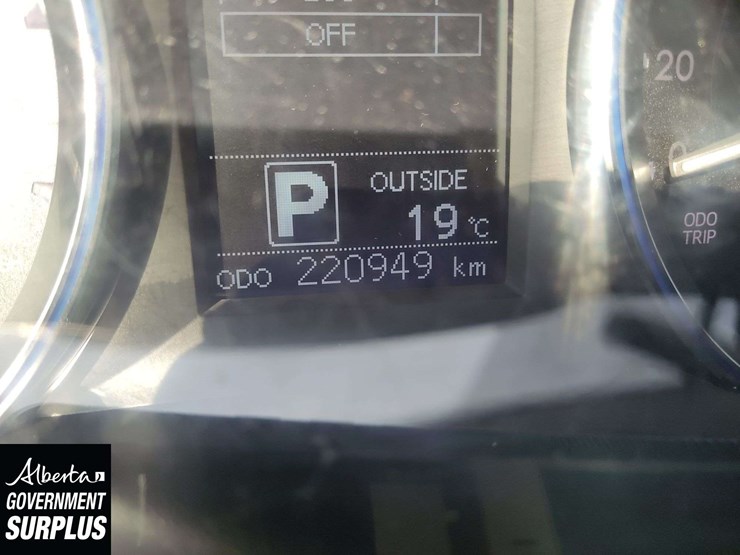 OFF
20
P OUTSIDE
19 °C
ODO 220949 km
ODO
TRIP
Alberta
GOVERNMENT
SURPLUS